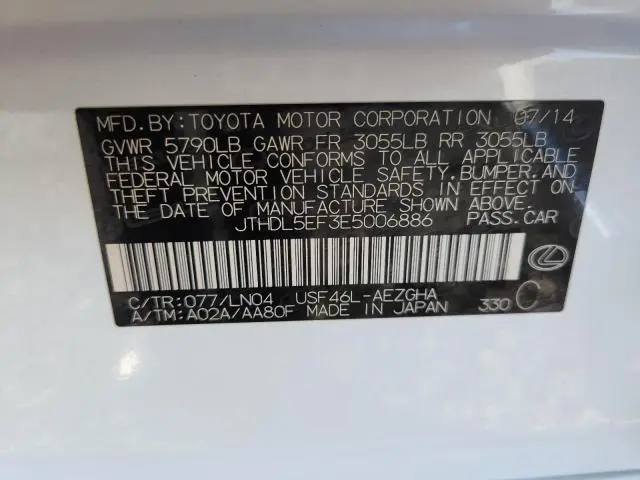 MFD.BY:TOYOTA MOTOR CORPORATION 07/14
GVWR 5790LB GAWR FR 3055LB RR 3055LB
THIS VEHICLE CONFORMS TO ALL APPLICABLE
FEDERAL MOTOR VEHICLE SAFETY,BUMPER,AND
THEFT PREVENTION STANDARDS IN EFFECT ON
THE DATE OF MANUFACTURE SHOWN ABOVE.
JTHDL5EF3E5006886 PASS.CAR
C/TR:077/LN04 USF46L-AEZGHA
A/TM:A02A/AA80F MADE IN JAPAN 330 C